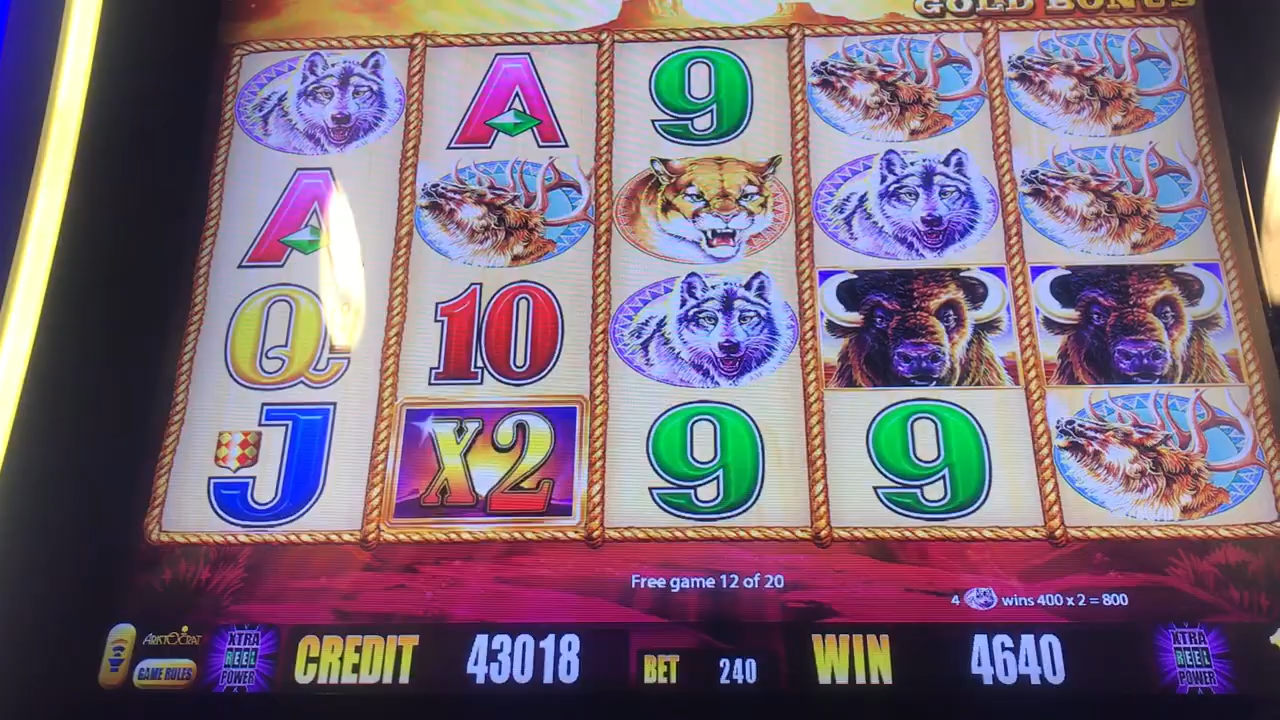 GOLD BONUS
A 9
A
Q 10
J X2 9 9
Free game 12 of 20
4 wins 400 x 2 = 800
ARISTOCRAT
GAME RULES
XTRA
REEL
POWER
CREDIT 43018 BET 240 WIN 4640
XTRA
REEL
POWER